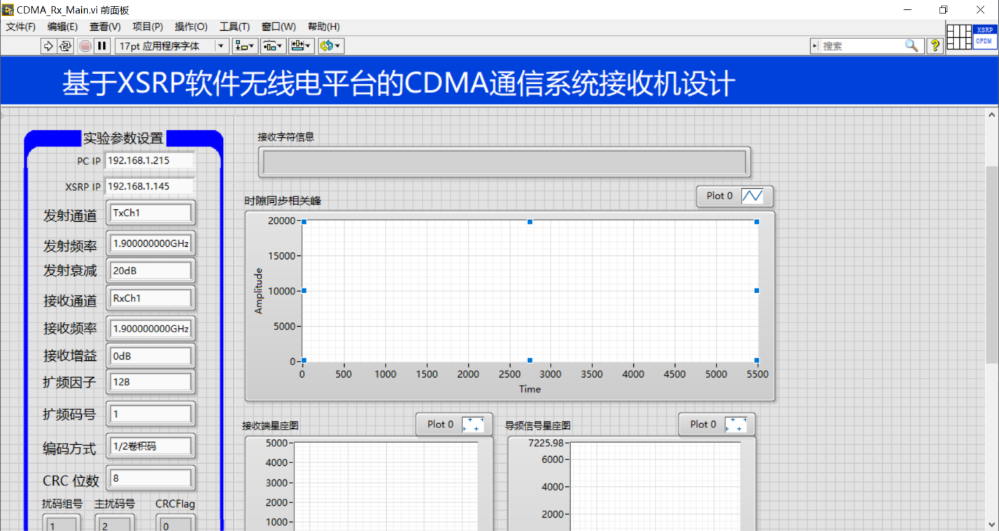 CDMA_Rx_Main.vi 前面板
文件(F) 编辑(E) 查看(V) 项目(P) 操作(O) 工具(T) 窗口(W) 帮助(H)
17pt 应用程序字体
搜索
?
XSRP
OFDM
基于XSRP软件无线电平台的CDMA通信系统接收机设计
实验参数设置
PC IP 192.168.1.215
XSRP IP 192.168.1.145
发射通道 TxCh1
发射频率 1.900000000GHz
发射衰减 20dB
接收通道 RxCh1
接收频率 1.900000000GHz
接收增益 0dB
扩频因子 128
扩频码号 1
编码方式 1/2卷积码
CRC 位数 8
扰码组号 主扰码号 CRCFlag
1 2 0
接收字符信息
时隙同步相关峰
Plot 0
20000
15000
10000
5000
0
Amplitude
0 500 1000 1500 2000 2500 3000 3500 4000 4500 5000 5500
Time
接收端星座图
Plot 0
5000
4000
3000
2000
1000
导频信号星座图
Plot 0
7225.98
6000
4000
2000